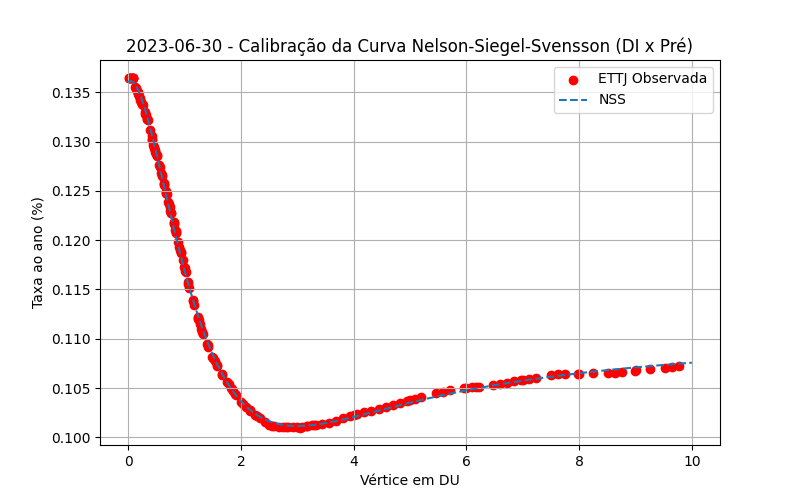 2023-06-30 - Calibração da Curva Nelson-Siegel-Svensson (DI x Pré)
ETTJ Observada
NSS
Taxa ao ano (%)
0.135
0.130
0.125
0.120
0.115
0.110
0.105
0.100
0 2 4 6 8 10
Vértice em DU